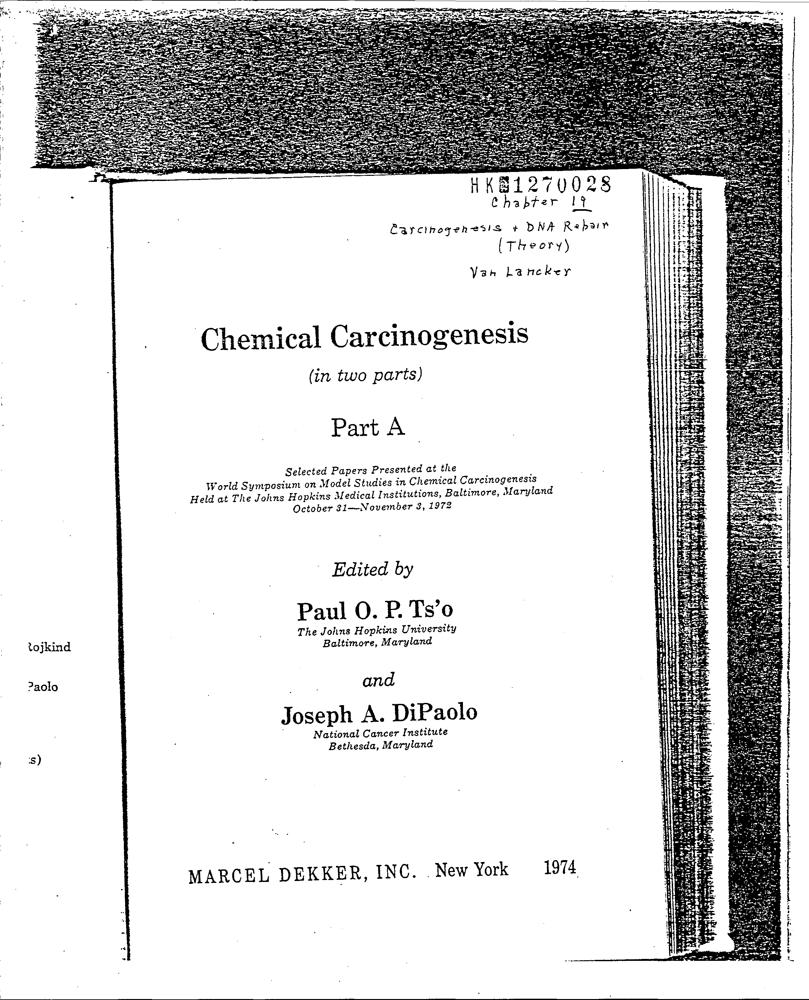 HK01270028
Chapter 19
Carcinogenesis + DNA Repair
(Theory)
Van Lancker
Chemical Carcinogenesis
(in two parts)
Part A
Selected Papers Presented at the
World Symposium on Model Studies in Chemical Carcinogenesis
Held at The Johns Hopkins Medical Institutions, Baltimore, Maryland
October 31—November 3, 1972
Edited by
Paul O. P. Ts'o
The Johns Hopkins University
Baltimore, Maryland
and
Joseph A. DiPaolo
National Cancer Institute
Bethesda, Maryland
MARCEL DEKKER, INC. New York 1974
lojkind
Paolo
s)